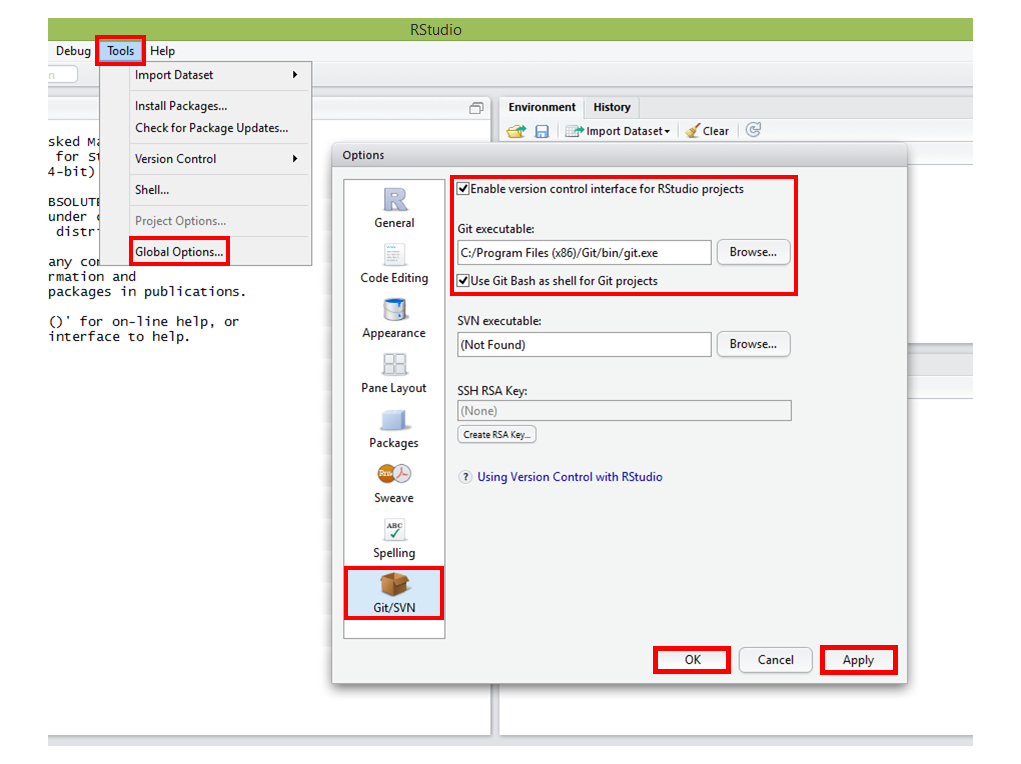 RStudio
Debug Tools Help
Import Dataset
Install Packages...
Check for Package Updates...
Version Control
Shell...
Project Options...
Global Options...
sked
for
4-bit)
BSOLUTE
under
distri
any
rmation and
packages in publications.
()' for on-line help, or
interface to help.
Environment History
Import Dataset Clear
Options
General
Code Editing
Appearance
Pane Layout
Packages
Sweave
ABC
Spelling
Git/SVN
Enable version control interface for RStudio projects
Git executable:
C:/Program Files (x86)/Git/bin/git.exe Browse...
Use Git Bash as shell for Git projects
SVN executable:
(Not Found) Browse...
SSH RSA Key:
(None)
Create RSA Key...
? Using Version Control with RStudio
OK Cancel Apply